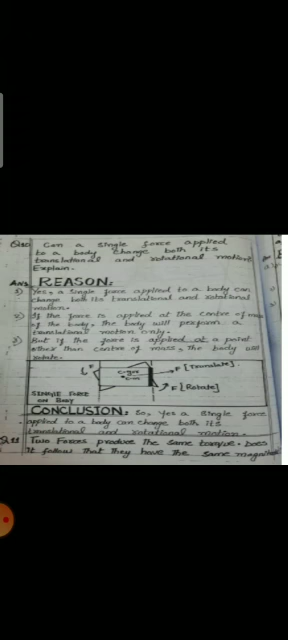 Q10 Can a single force applied
to a body change both its
translational and rotational motion?
Explain.
Ans. REASON:
1) Yes, a single force applied to a body can
change both its translational and rotational
motion.
2) If the force is applied at the centre of mass
of the body, the body will perform a
translational motion only.
3) But if the force is applied at a point
other than centre of mass, the body will
rotate.
F
F [Translate].
F [Rotate]
SINGLE FORCE
ON BODY
CONCLUSION: So, Yes a single force
applied to a body can change both its
translational and rotational motion.
Q.11 Two Forces produce the same torque. Does
it follow that they have the same magnitude